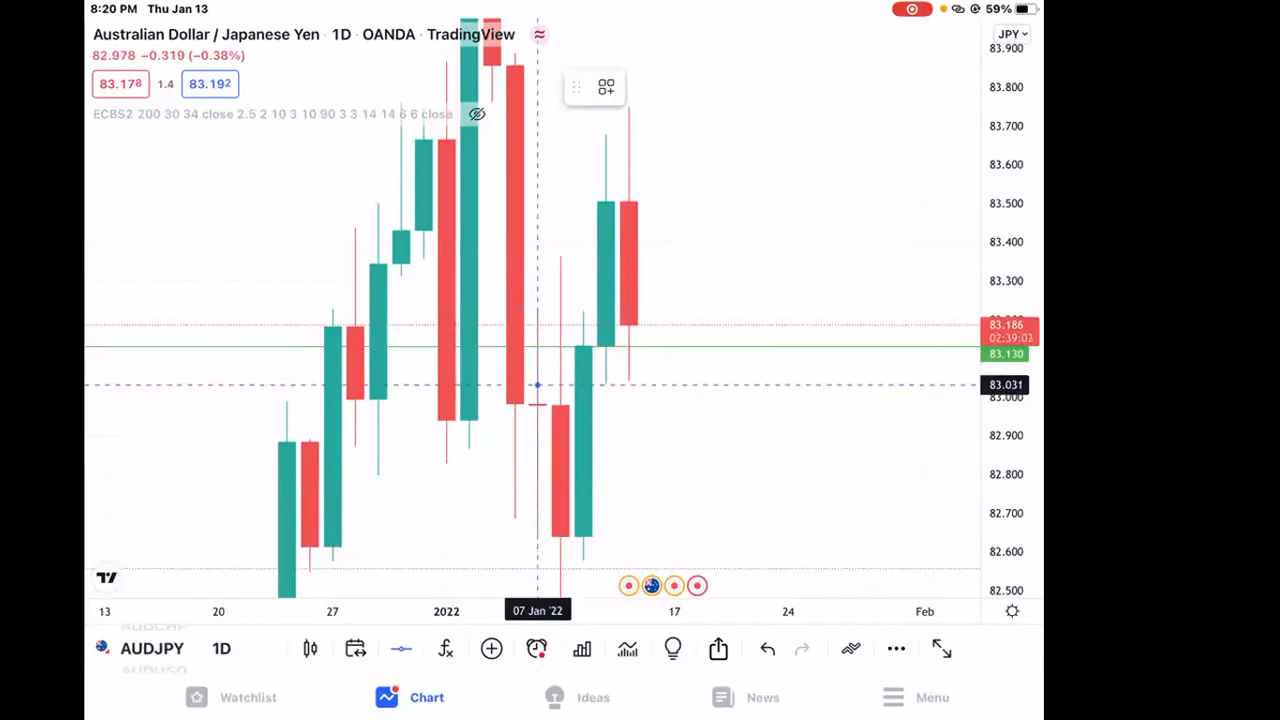 8:20 PM Thu Jan 13
59%
Australian Dollar / Japanese Yen · 1D · OANDA · TradingView
JPY
82.978 −0.319 (−0.38%)
83.178 1.4 83.192
ECBS2 200 30 34 close 2.5 2 10 3 10 90 3 3 14 14 6 6 close
83.900
83.800
83.700
83.600
83.500
83.400
83.300
83.186
02:39:03
83.130
83.031
83.000
82.900
82.800
82.700
82.600
82.500
13 20 27 2022 07 Jan '22 17 24 Feb
AUDCHF
AUDJPY 1D
AUDUSD
Watchlist Chart Ideas News Menu